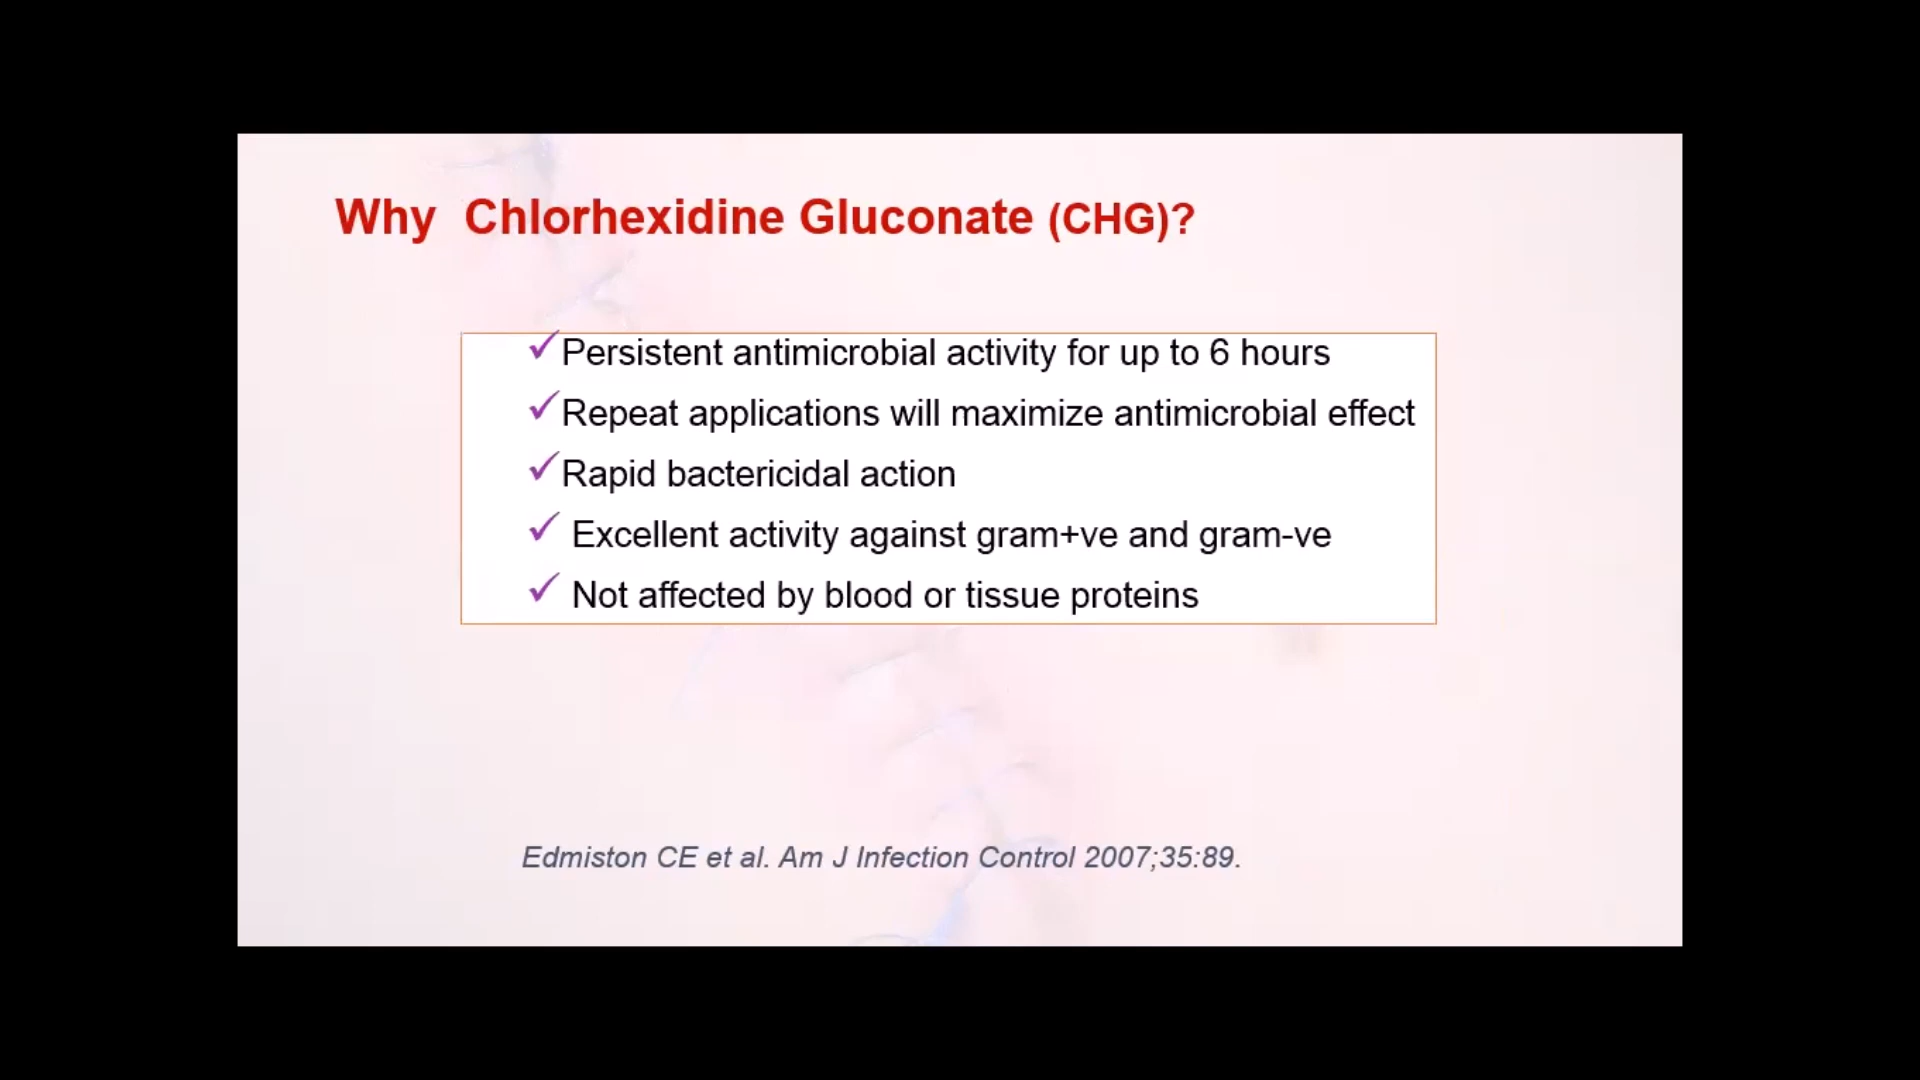 Why Chlorhexidine Gluconate (CHG)?
✓Persistent antimicrobial activity for up to 6 hours
✓Repeat applications will maximize antimicrobial effect
✓Rapid bactericidal action
✓ Excellent activity against gram+ve and gram-ve
✓ Not affected by blood or tissue proteins
Edmiston CE et al. Am J Infection Control 2007;35:89.